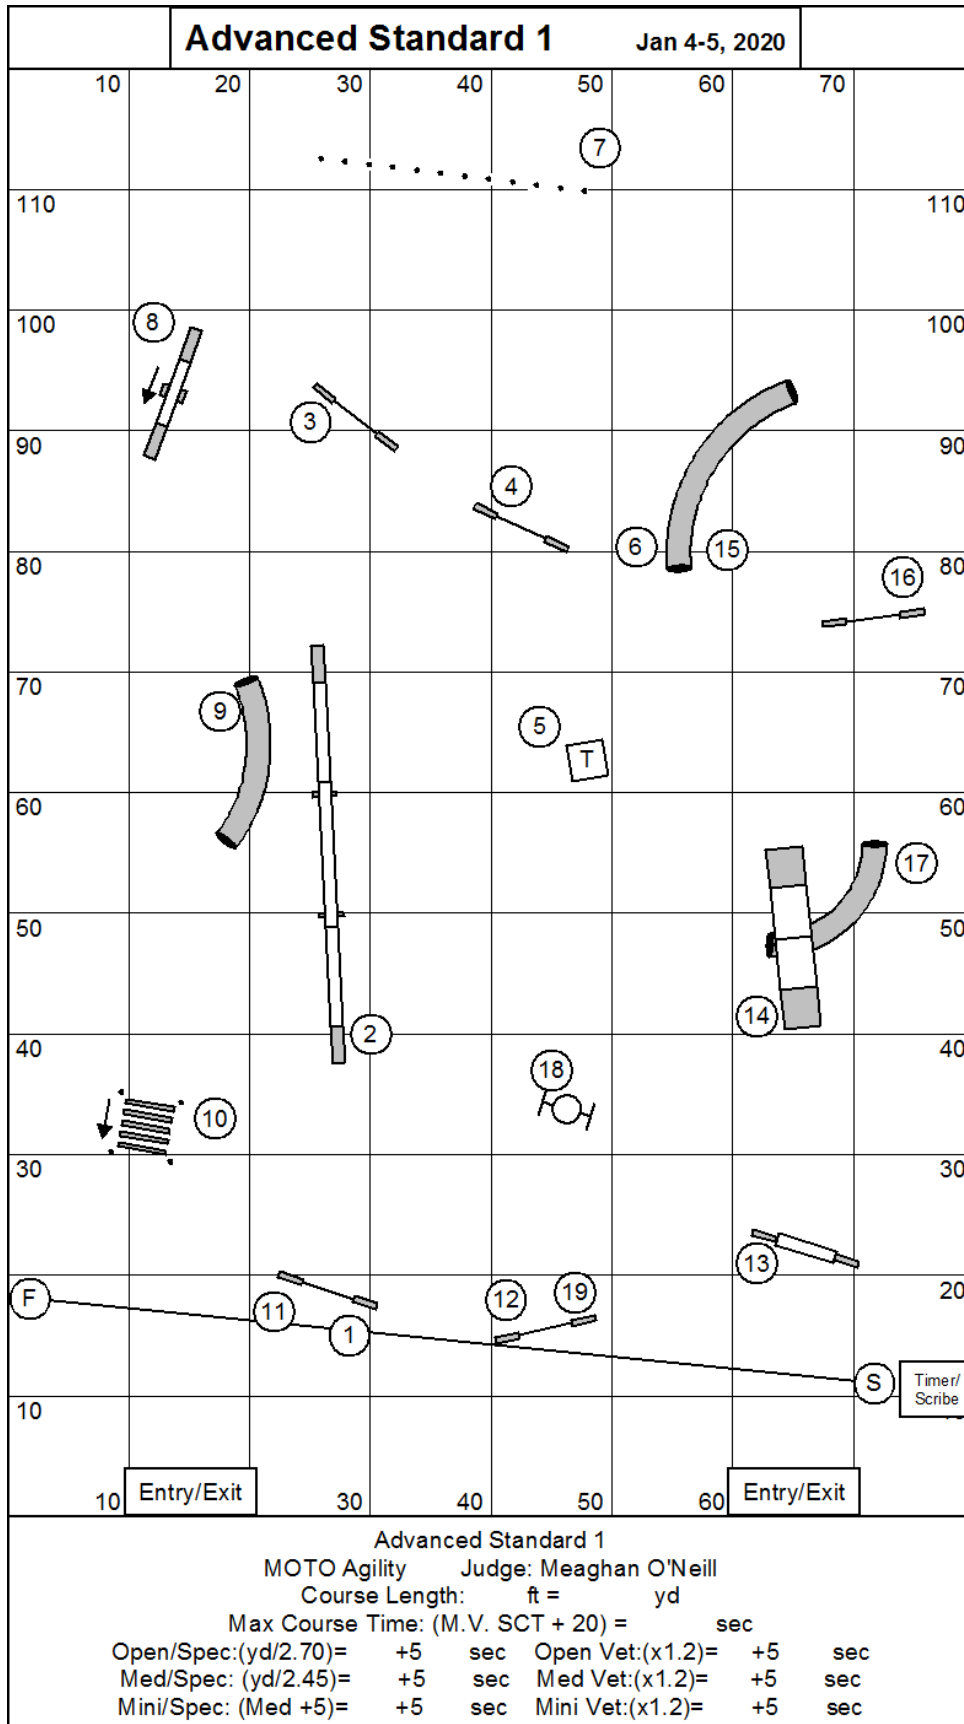 Advanced Standard 1 Jan 4-5, 2020
10 20 30 40 50 60 70
7
110 110
8
100 100
3
90 90
4
6 15
80 80
16
70 70
9
5
T
60 60
17
50 50
14
2
40 40
18
10
30 30
13
20
F
11
12
19
1
S
Timer/
Scribe
10
10 Entry/Exit 30 40 50 60 Entry/Exit
Advanced Standard 1
MOTO Agility Judge: Meaghan O'Neill
Course Length: ft = yd
Max Course Time: (M.V. SCT + 20) = sec
Open/Spec:(yd/2.70)= +5 sec Open Vet:(x1.2)= +5 sec
Med/Spec: (yd/2.45)= +5 sec Med Vet:(x1.2)= +5 sec
Mini/Spec: (Med +5)= +5 sec Mini Vet:(x1.2)= +5 sec